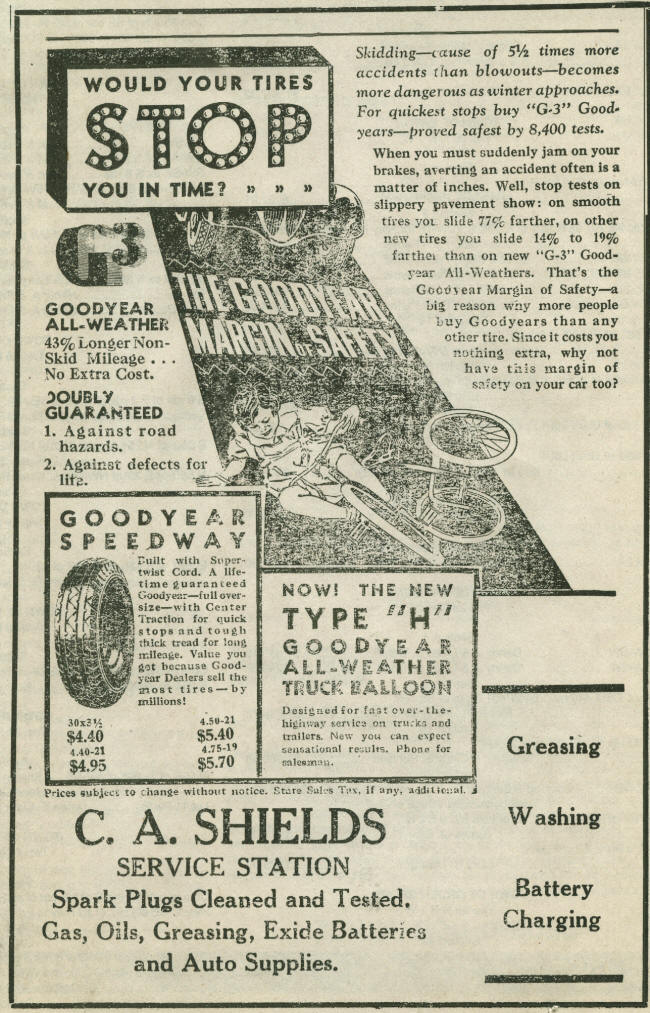 WOULD YOUR TIRES
STOP
YOU IN TIME? » » »
Skidding—cause of 5½ times more
accidents than blowouts—becomes
more dangerous as winter approaches.
For quickest stops buy "G-3" Good-
years—proved safest by 8,400 tests.
When you must suddenly jam on your
brakes, averting an accident often is a
matter of inches. Well, stop tests on
slippery pavement show: on smooth
tires you slide 77% farther, on other
new tires you slide 14% to 19%
farther than on new "G-3" Good-
year All-Weathers. That's the
Goodyear Margin of Safety—a
big reason why more people
buy Goodyears than any
other tire. Since it costs you
nothing extra, why not
have this margin of
safety on your car too?
G3
THE GOODYEAR
MARGIN OF SAFETY
GOODYEAR
ALL-WEATHER
43% Longer Non-
Skid Mileage . . .
No Extra Cost.
DOUBLY
GUARANTEED
1. Against road
hazards.
2. Against defects for
life.
GOODYEAR
SPEEDWAY
Built with Super-
twist Cord. A life-
time guaranteed
Goodyear—full over-
size—with Center
Traction for quick
stops and tough
thick tread for long
mileage. Value you
get because Good-
year Dealers sell the
most tires—by
millions!
30x3½ 4.50-21
$4.40 $5.40
4.40-21 4.75-19
$4.95 $5.70
NOW! THE NEW
TYPE "H"
GOODYEAR
ALL-WEATHER
TRUCK BALLOON
Designed for fast over-the-
highway service on trucks and
trailers. New you can expect
sensational results. Phone for
salesman.
Prices subject to change without notice. State Sales Tax, if any, additional.
C. A. SHIELDS
SERVICE STATION
Spark Plugs Cleaned and Tested.
Gas, Oils, Greasing, Exide Batteries
and Auto Supplies.
Greasing
Washing
Battery
Charging